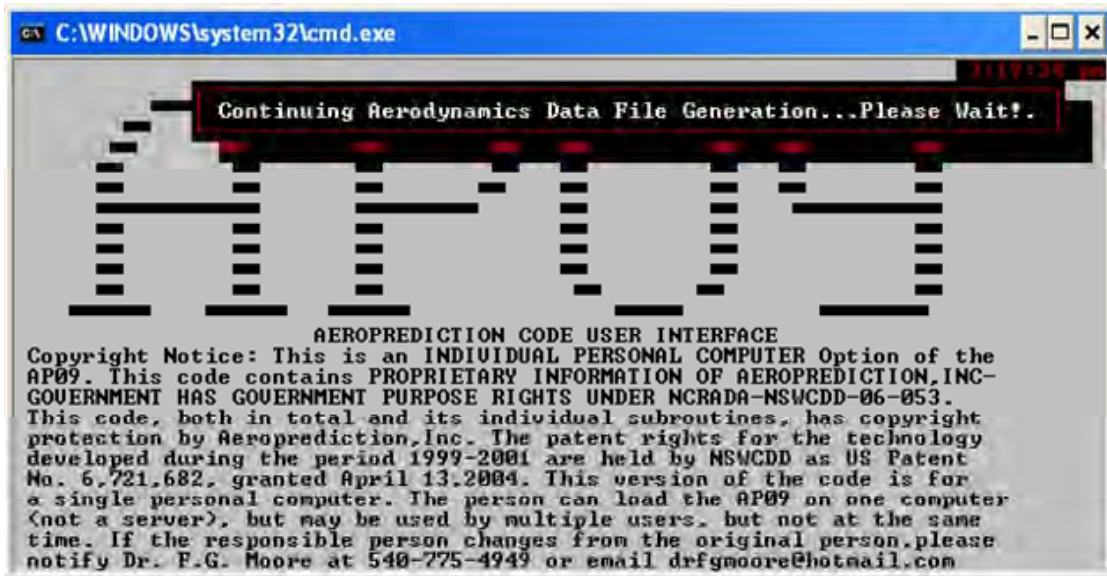 C:\WINDOWS\system32\cmd.exe
Continuing Aerodynamics Data File Generation...Please Wait!.
AP09
AEROPREDICTION CODE USER INTERFACE
Copyright Notice: This is an INDIVIDUAL PERSONAL COMPUTER Option of the
AP09. This code contains PROPRIETARY INFORMATION OF AEROPREDICTION,INC-
GOVERNMENT HAS GOVERNMENT PURPOSE RIGHTS UNDER NCRADA-NSWCDD-06-053.
This code, both in total and its individual subroutines, has copyright
protection by Aeroprediction,Inc. The patent rights for the technology
developed during the period 1999-2001 are held by NSWCDD as US Patent
No. 6,721,682, granted April 13.2004. This version of the code is for
a single personal computer. The person can load the AP09 on one computer
(not a server), but may be used by multiple users, but not at the same
time. If the responsible person changes from the original person.please
notify Dr. F.G. Moore at 540-775-4949 or email drfgmoore@hotmail.com